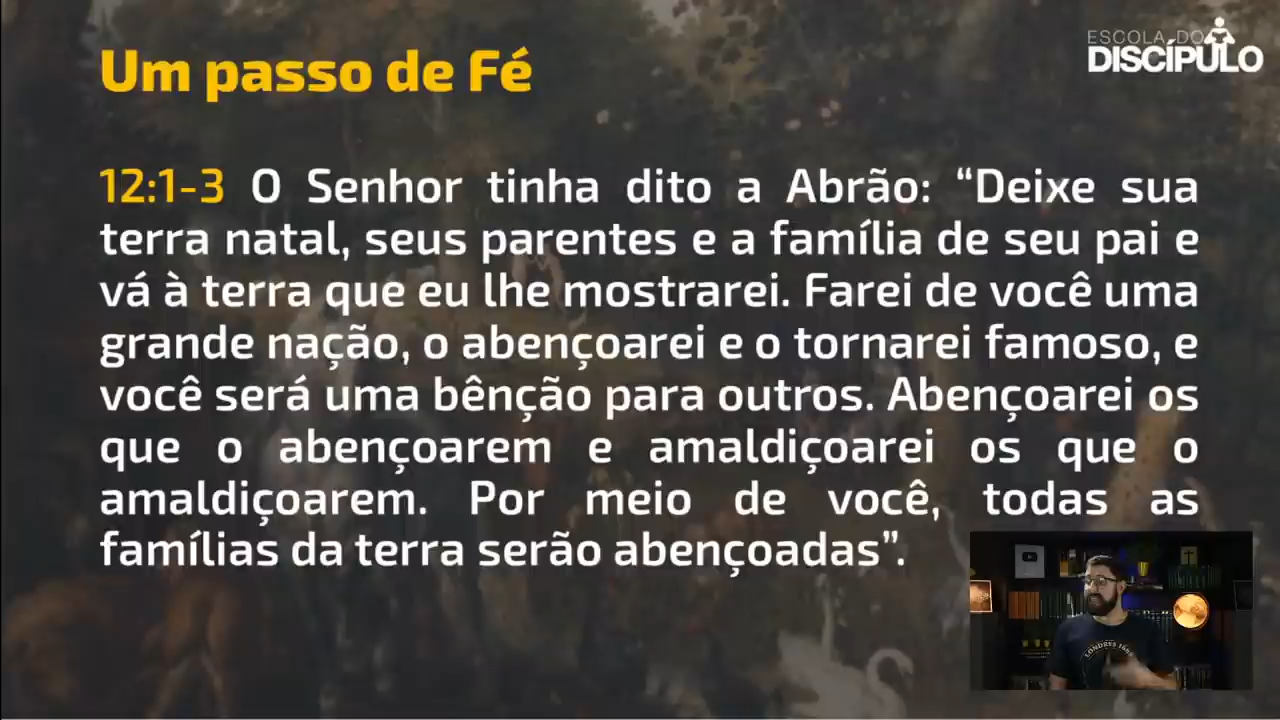 Um passo de Fé
ESCOLA DO
DISCÍPULO
12:1-3 O Senhor tinha dito a Abrão: “Deixe sua
terra natal, seus parentes e a família de seu pai e
vá à terra que eu lhe mostrarei. Farei de você uma
grande nação, o abençoarei e o tornarei famoso, e
você será uma bênção para outros. Abençoarei os
que o abençoarem e amaldiçoarei os que o
amaldiçoarem. Por meio de você, todas as
famílias da terra serão abençoadas”.
LONDRES 1689